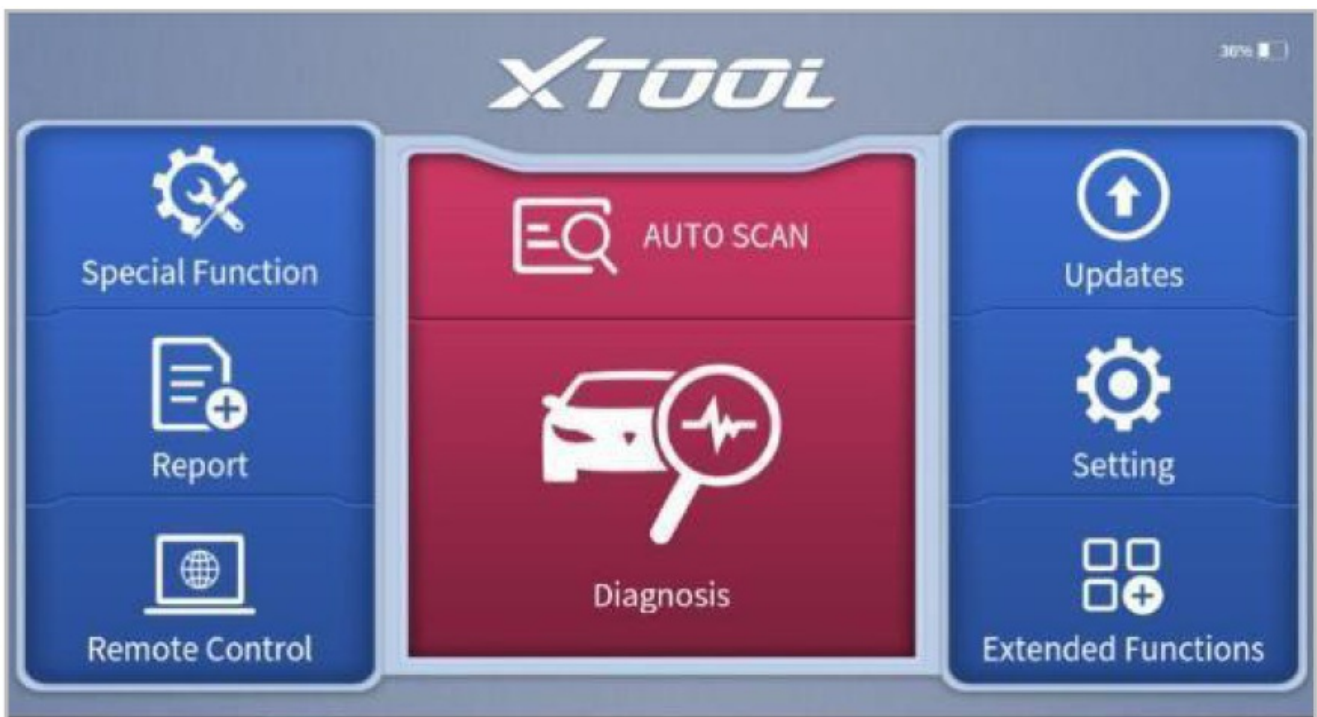 XTOOL
36%
Special Function
AUTO SCAN
Updates
Report
Diagnosis
Setting
Remote Control
Extended Functions